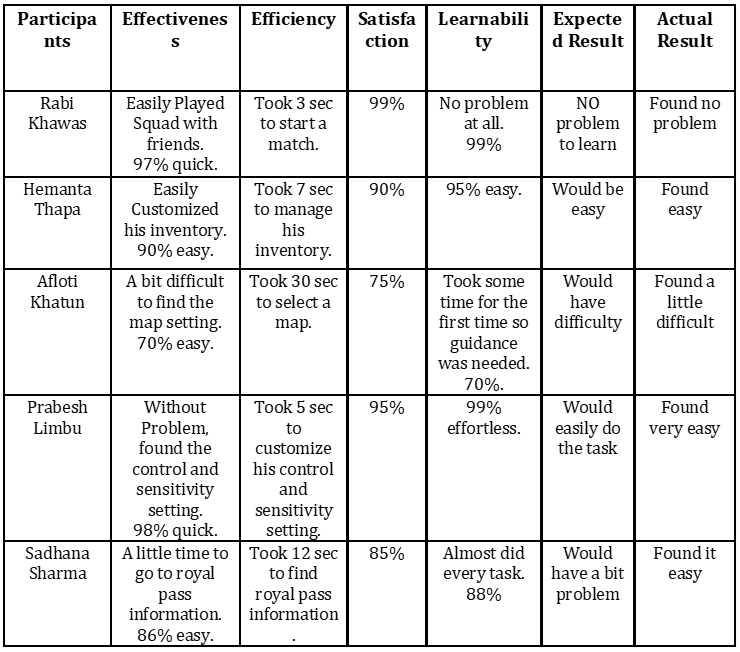 Participa
nts
Effectivenes
s
Efficiency
Satisfa
ction
Learnabili
ty
Expecte
d Result
Actual
Result
Rabi
Khawas
Easily Played
Squad with
friends.
97% quick.
Took 3 sec
to start a
match.
99%
No problem
at all.
99%
NO
problem
to learn
Found no
problem
Hemanta
Thapa
Easily
Customized
his inventory.
90% easy.
Took 7 sec
to manage
his
inventory.
90%
95% easy.
Would be
easy
Found
easy
Afloti
Khatun
A bit difficult
to find the
map setting.
70% easy.
Took 30 sec
to select a
map.
75%
Took some
time for the
first time so
guidance
was needed.
70%.
Would
have
difficulty
Found a
little
difficult
Prabesh
Limbu
Without
Problem,
found the
control and
sensitivity
setting.
98% quick.
Took 5 sec
to
customize
his control
and
sensitivity
setting.
95%
99%
effortless.
Would
easily do
the task
Found
very easy
Sadhana
Sharma
A little time to
go to royal
pass
information.
86% easy.
Took 12 sec
to find
royal pass
information
.
85%
Almost did
every task.
88%
Would
have a bit
problem
Found it
easy